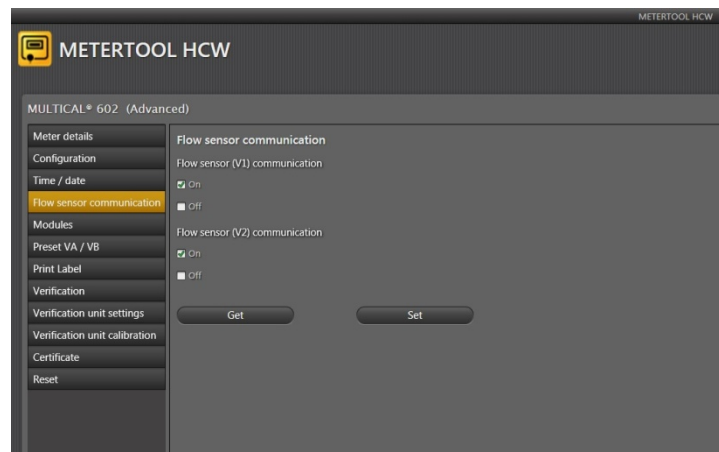 METERTOOL HCW
METERTOOL HCW
MULTICAL® 602 (Advanced)
Meter details
Configuration
Time / date
Flow sensor communication
Modules
Preset VA / VB
Print Label
Verification
Verification unit settings
Verification unit calibration
Certificate
Reset
Flow sensor communication
Flow sensor (V1) communication
On
Off
Flow sensor (V2) communication
On
Off
Get Set